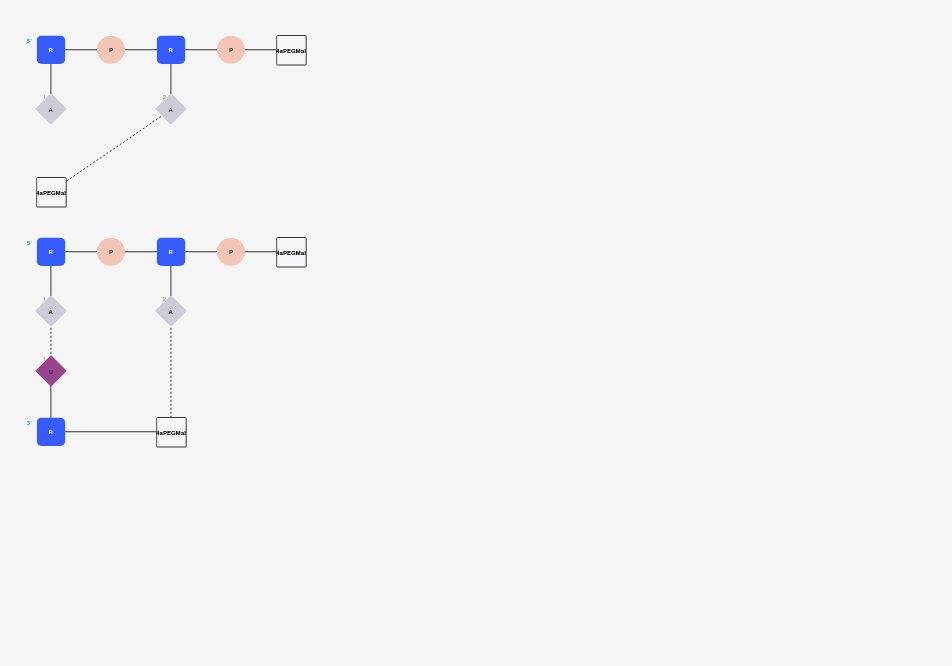 5'
R P R P 4aPEGMal
1 2
A A
4aPEGMal
5'
R P R P 4aPEGMal
1 2
A A
1
U
3'
R 4aPEGMal